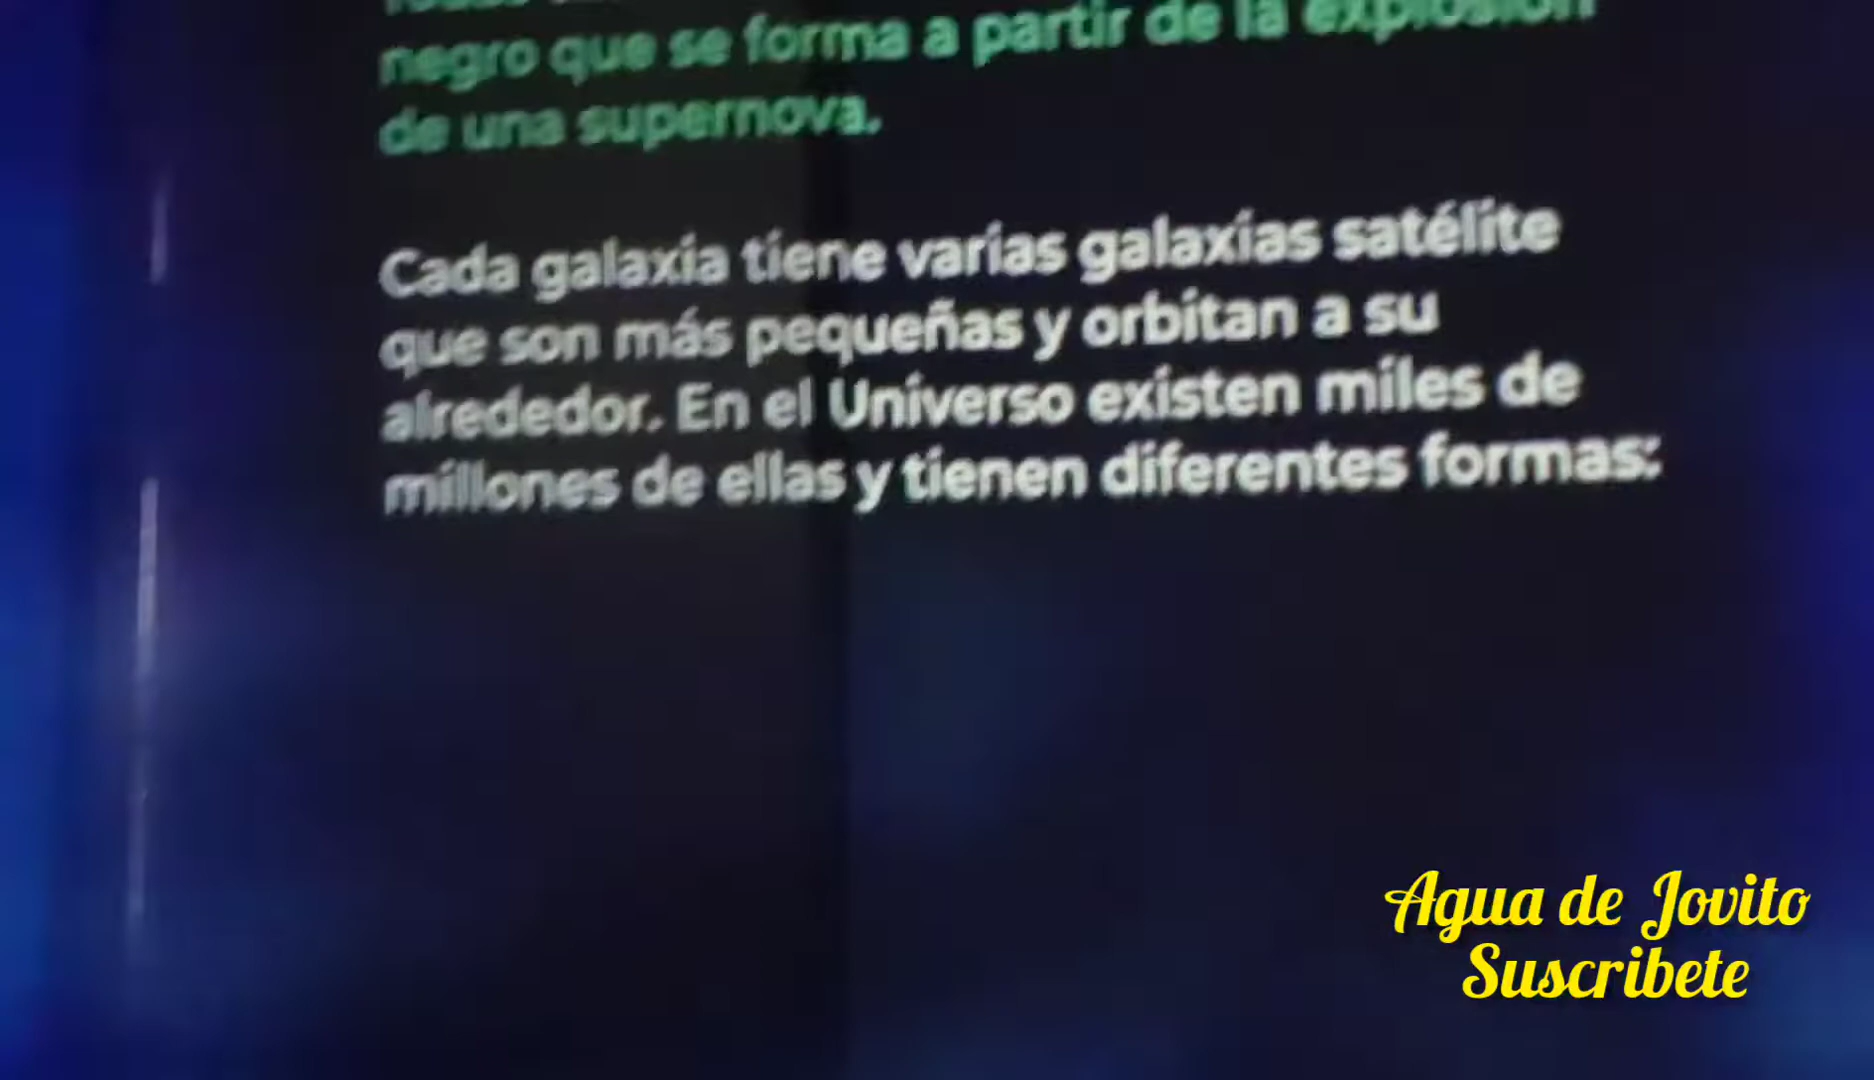 negro que se forma a partir de la explosión
de una supernova.
Cada galaxia tiene varias galaxias satélite
que son más pequeñas y orbitan a su
alrededor. En el Universo existen miles de
millones de ellas y tienen diferentes formas:
Agua de Jovito
Suscribete